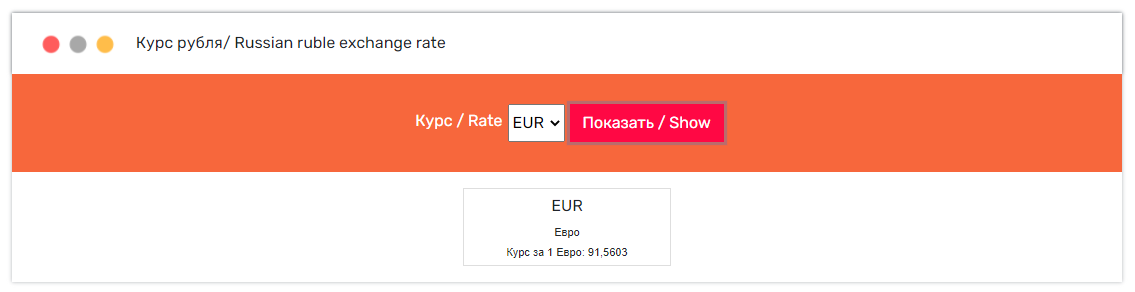 Курс рубля/ Russian ruble exchange rate
Курс / Rate EUR Показать / Show
EUR
Евро
Курс за 1 Евро: 91,5603